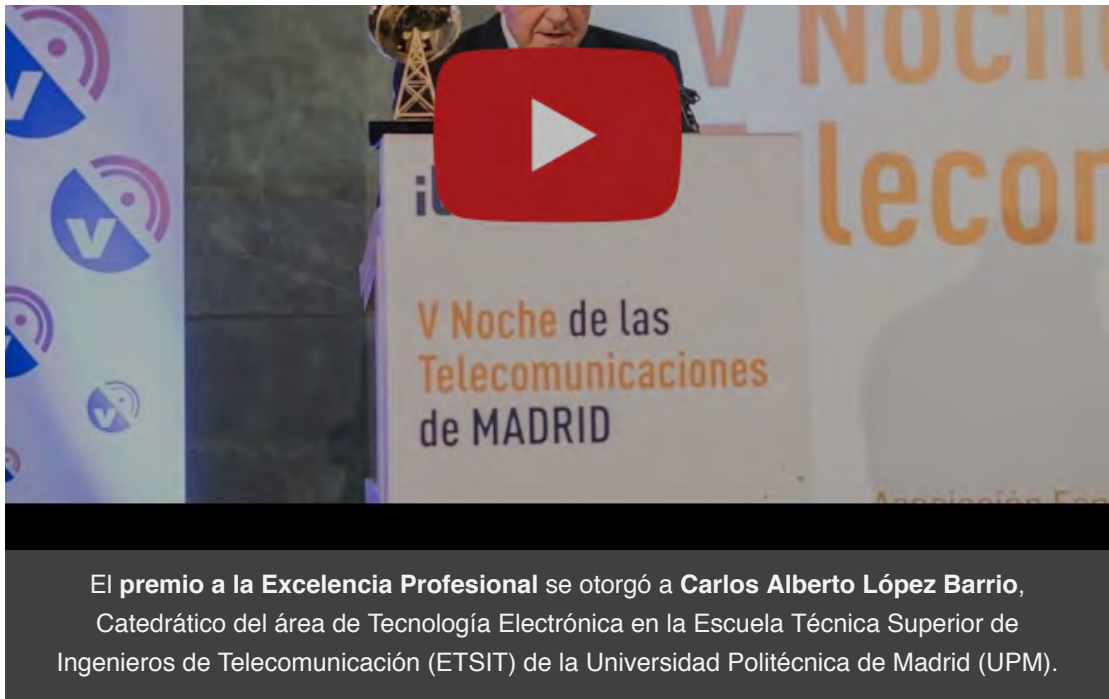 V
V
V
V
V Noche de las
Telecomunicaciones
de MADRID
El premio a la Excelencia Profesional se otorgó a Carlos Alberto López Barrio,
Catedrático del área de Tecnología Electrónica en la Escuela Técnica Superior de
Ingenieros de Telecomunicación (ETSIT) de la Universidad Politécnica de Madrid (UPM).